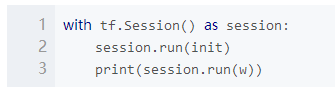 1 with tf.Session() as session:
2     session.run(init)
3     print(session.run(w))